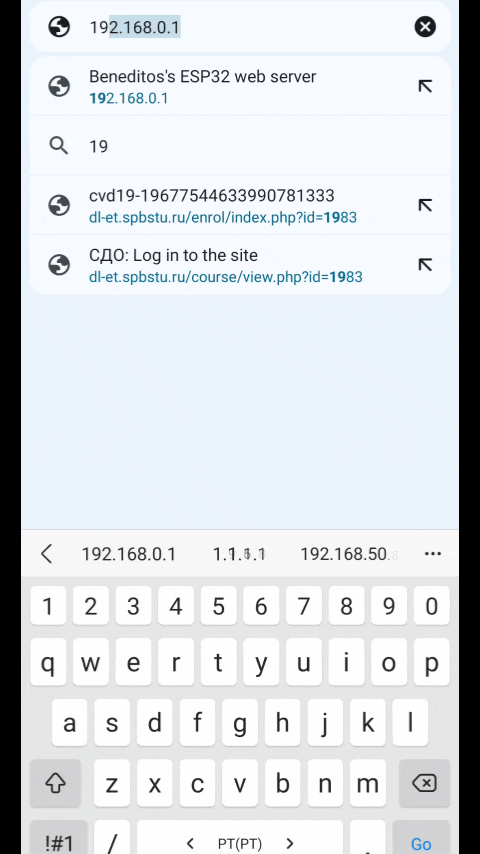 192.168.0.1
Beneditos's ESP32 web server
192.168.0.1
19
cvd19-19677544633990781333
dl-et.spbstu.ru/enrol/index.php?id=1983
СДО: Log in to the site
dl-et.spbstu.ru/course/view.php?id=1983
192.168.0.1 1.1.1.1 192.168.50.
1 2 3 4 5 6 7 8 9 0
q w e r t y u i o p
a s d f g h j k l
z x c v b n m
!#1 / < PT(PT) > . Go